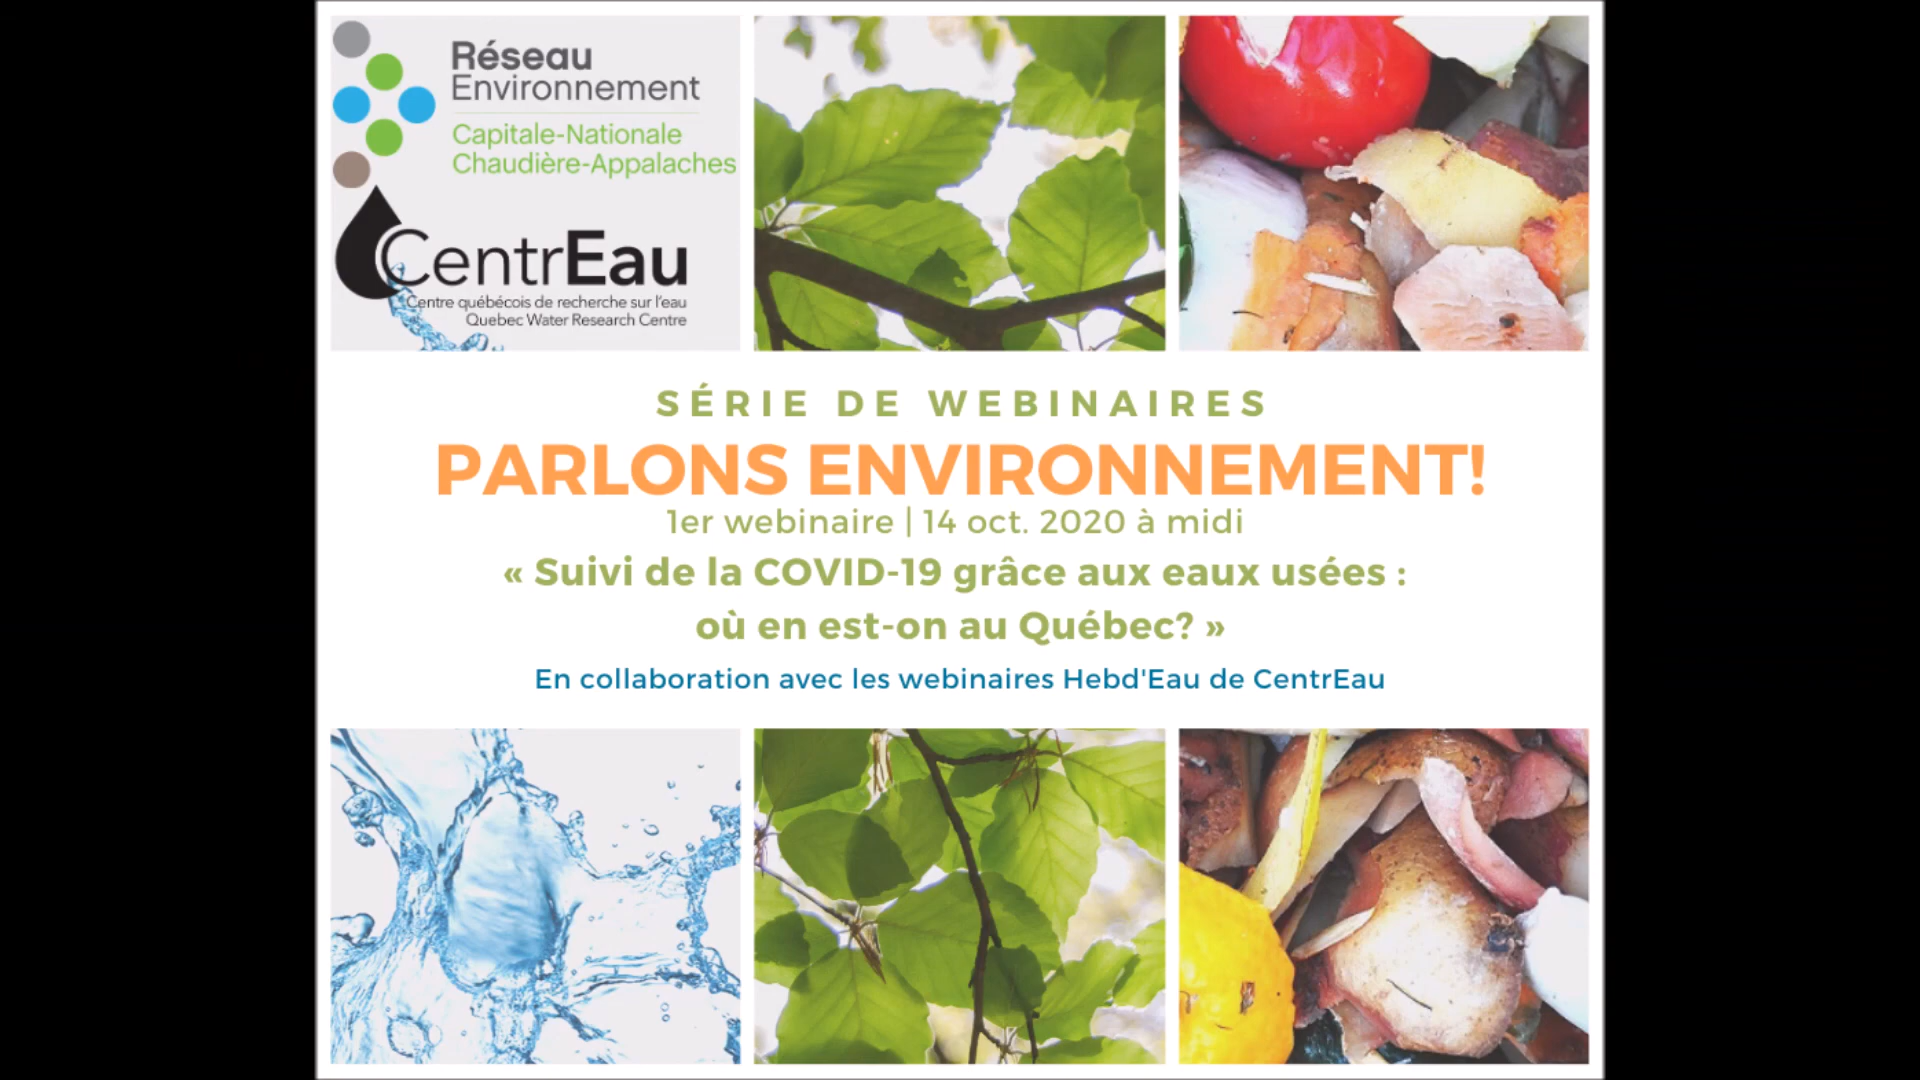 Réseau
Environnement
Capitale-Nationale
Chaudière-Appalaches
CentrEau
Centre québécois de recherche sur l'eau
Quebec Water Research Centre
SÉRIE DE WEBINAIRES
PARLONS ENVIRONNEMENT!
1er webinaire | 14 oct. 2020 à midi
« Suivi de la COVID-19 grâce aux eaux usées :
où en est-on au Québec? »
En collaboration avec les webinaires Hebd'Eau de CentrEau